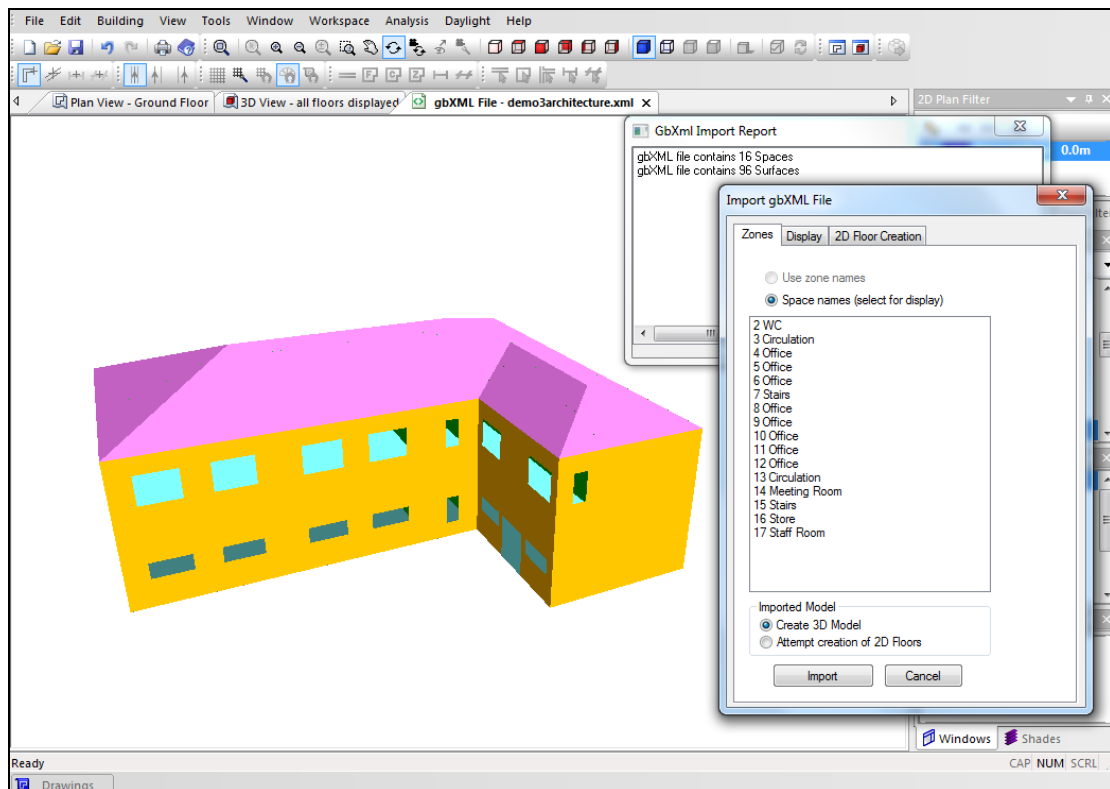 File Edit Building View Tools Window Workspace Analysis Daylight Help
Plan View - Ground Floor
3D View - all floors displayed
gbXML File - demo3architecture.xml
2D Plan Filter
0.0m
GbXml Import Report
gbXML file contains 16 Spaces
gbXML file contains 96 Surfaces
Import gbXML File
Zones Display 2D Floor Creation
Use zone names
Space names (select for display)
2 WC
3 Circulation
4 Office
5 Office
6 Office
7 Stairs
8 Office
9 Office
10 Office
11 Office
12 Office
13 Circulation
14 Meeting Room
15 Stairs
16 Store
17 Staff Room
Imported Model
Create 3D Model
Attempt creation of 2D Floors
Import Cancel
Windows Shades
Ready
CAP NUM SCRL
Drawings